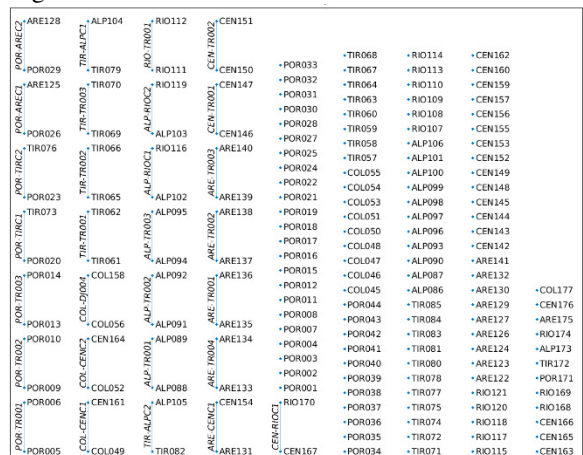 POR-AREC2
ARE128
POR029
POR-AREC1
ARE125
POR026
POR-TIRC2
TIR076
POR023
POR-TIRC1
TIR073
POR020
POR-TR003
POR014
POR013
POR-TR002
POR010
POR009
POR-TR001
POR006
POR005
TIR-ALPC1
ALP104
TIR079
TIR-TR003
TIR070
TIR069
TIR-TR002
TIR066
TIR065
TIR-TR001
TIR062
TIR061
COL-DJ004
COL158
COL056
COL-CENC2
CEN164
COL052
COL-CENC1
CEN161
COL049
RIO-TR001
RIO112
RIO111
ALP-RIOC2
RIO119
ALP103
ALP-RIOC1
RIO116
ALP102
ALP-TR003
ALP095
ALP094
ALP-TR002
ALP092
ALP091
ALP-TR001
ALP089
ALP088
TIR-ALPC2
ALP105
TIR082
CEN-TR002
CEN151
CEN150
CEN-TR001
CEN147
CEN146
ARE-TR003
ARE140
ARE139
ARE-TR002
ARE138
ARE137
ARE-TR001
ARE136
ARE135
ARE134
ARE133
ARE-CENC1
CEN154
ARE131
POR033
POR032
POR031
POR030
POR028
POR027
POR025
POR024
POR022
POR021
POR019
POR018
POR017
POR016
POR015
POR012
POR011
POR008
POR007
POR004
POR003
POR002
POR001
CEN-RIOC1
RIO170
CEN167
TIR068
TIR067
TIR064
TIR063
TIR060
TIR059
TIR058
TIR057
COL055
COL054
COL053
COL051
COL050
COL048
COL047
COL046
COL045
POR044
POR043
POR042
POR041
POR040
POR039
POR038
POR037
POR036
POR035
POR034
RIO114
RIO113
RIO110
RIO109
RIO108
RIO107
ALP106
ALP101
ALP100
ALP099
ALP098
ALP097
ALP096
ALP093
ALP090
ALP087
ALP086
TIR085
TIR084
TIR083
TIR081
TIR080
TIR078
TIR077
TIR075
TIR074
TIR072
TIR071
CEN162
CEN160
CEN159
CEN157
CEN156
CEN155
CEN153
CEN152
CEN149
CEN148
CEN145
CEN144
CEN143
CEN142
ARE141
ARE132
ARE130
ARE129
ARE127
ARE126
ARE124
ARE123
ARE122
RIO121
RIO120
RIO118
RIO117
RIO115
COL177
CEN176
ARE175
RIO174
ALP173
TIR172
POR171
RIO169
RIO168
CEN166
CEN165
CEN163